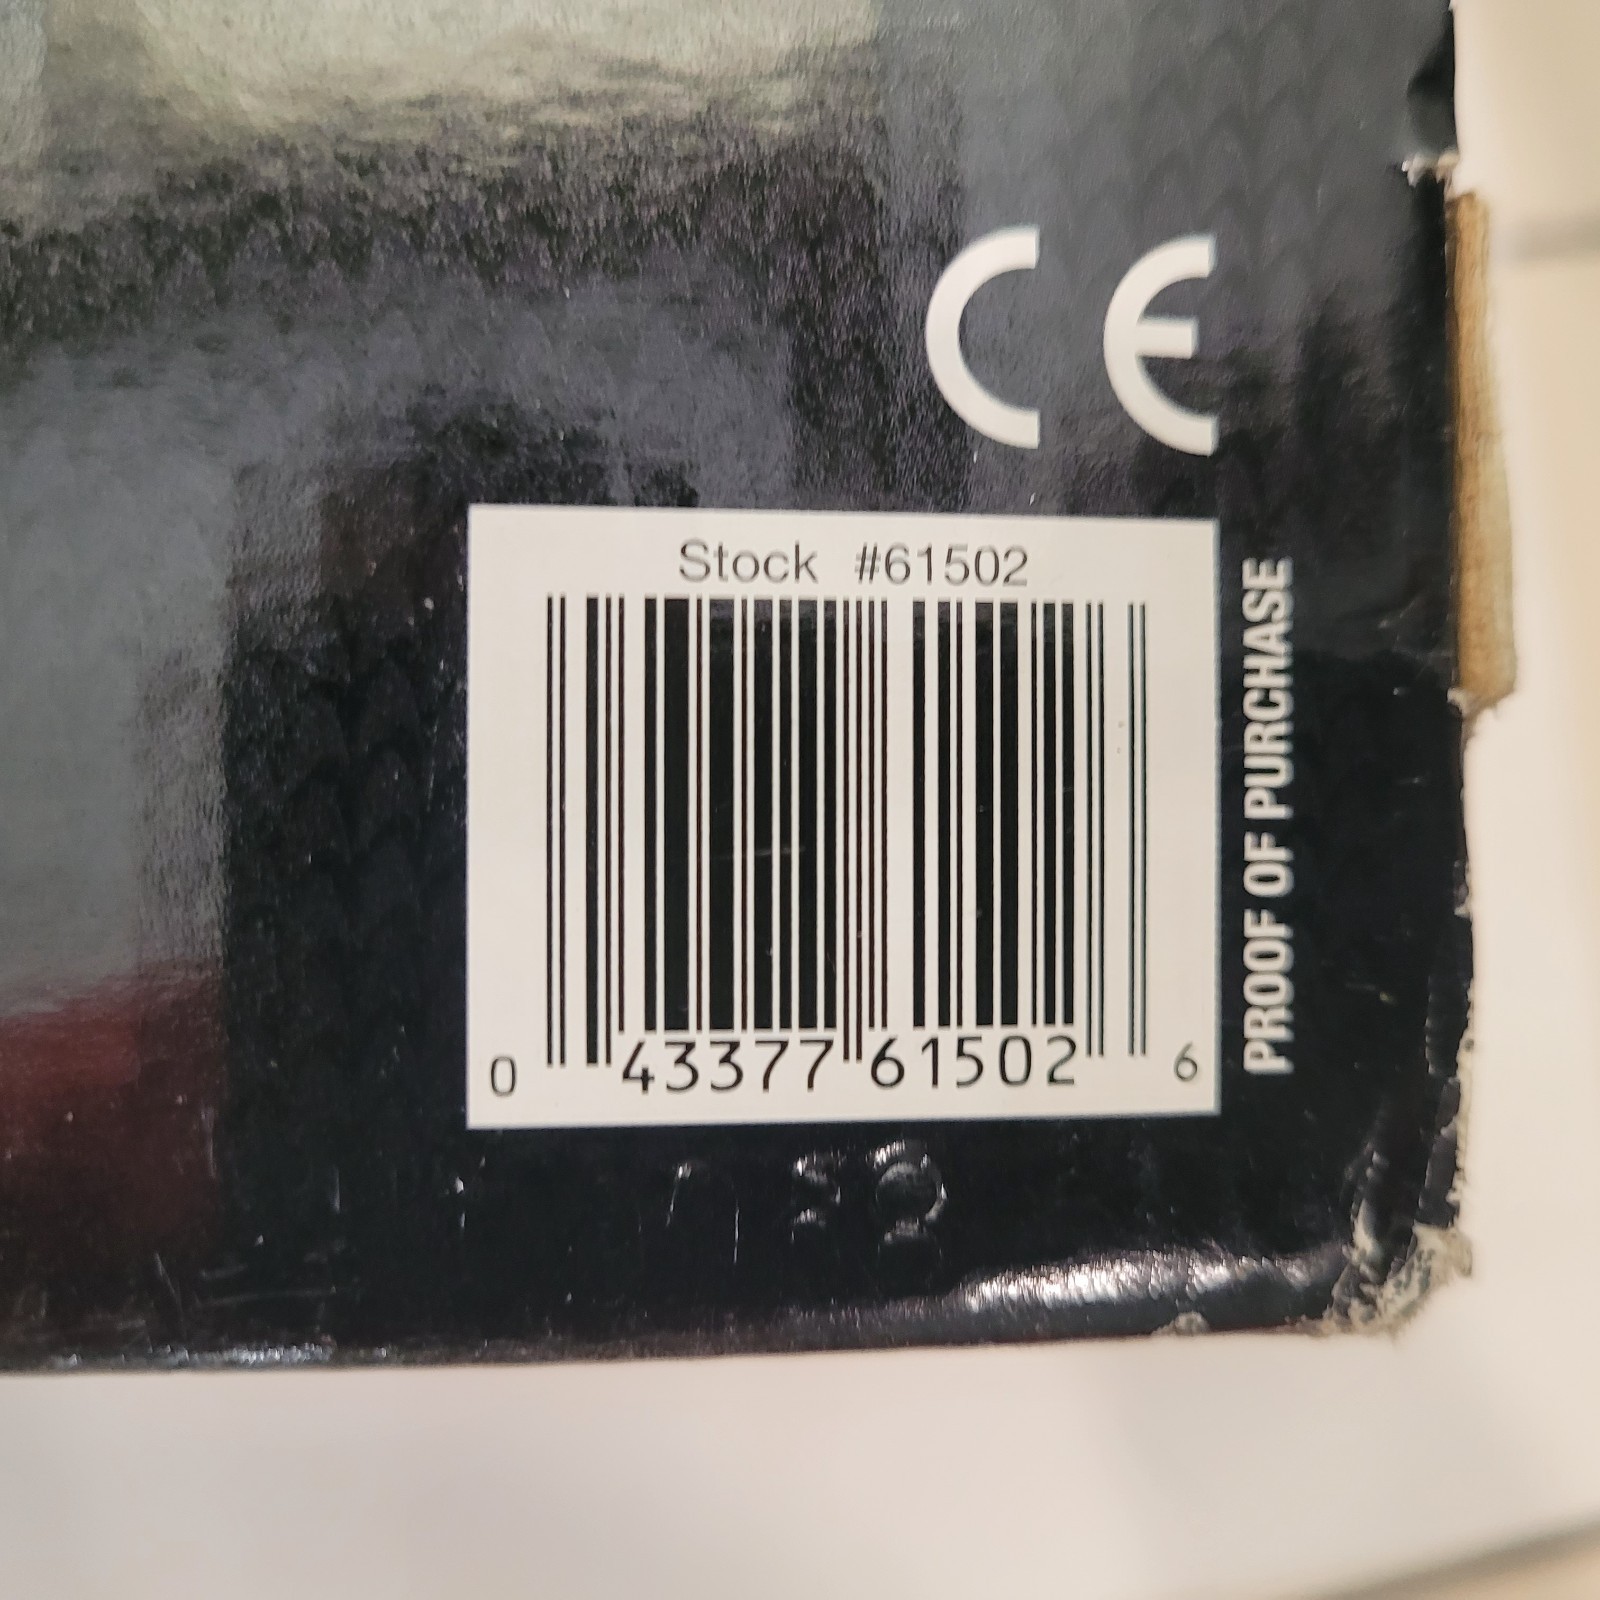 CE
Stock #61502
0 43377 61502 6
PROOF OF PURCHASE